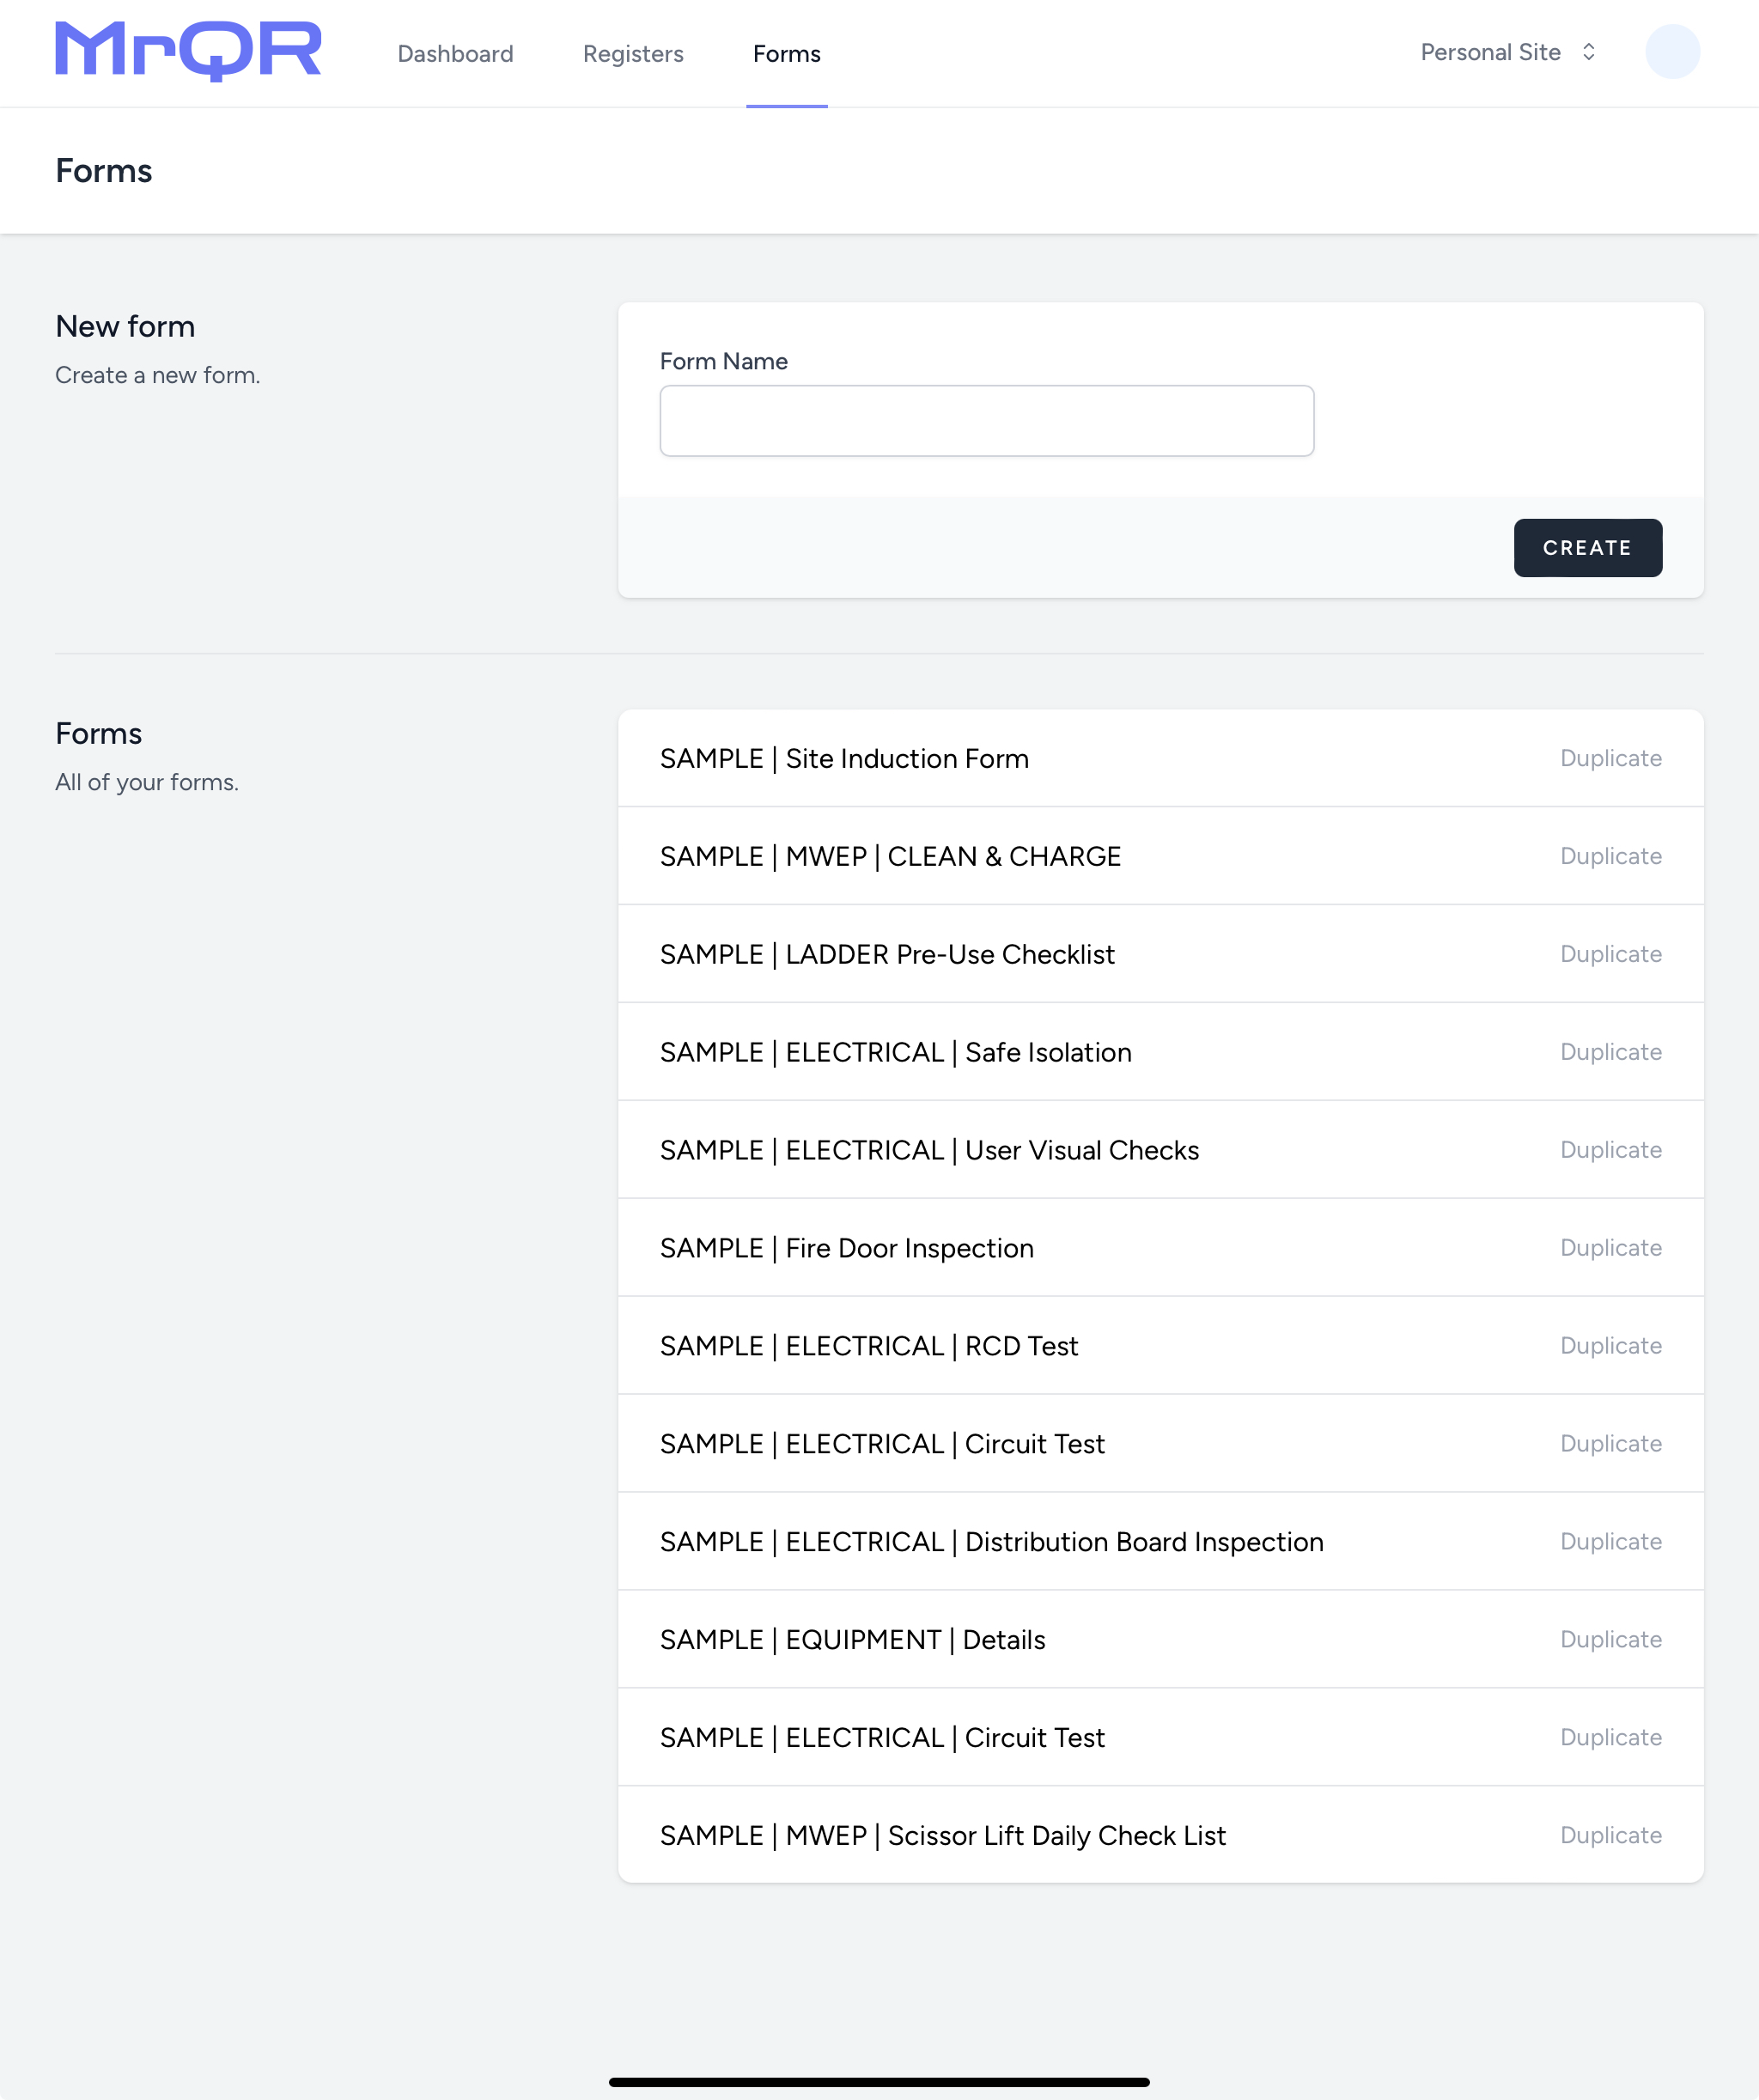 MrQR
Dashboard
Registers
Forms
Personal Site
Forms
New form
Create a new form.
Form Name
CREATE
Forms
All of your forms.
SAMPLE | Site Induction Form
Duplicate
SAMPLE | MWEP | CLEAN & CHARGE
Duplicate
SAMPLE | LADDER Pre-Use Checklist
Duplicate
SAMPLE | ELECTRICAL | Safe Isolation
Duplicate
SAMPLE | ELECTRICAL | User Visual Checks
Duplicate
SAMPLE | Fire Door Inspection
Duplicate
SAMPLE | ELECTRICAL | RCD Test
Duplicate
SAMPLE | ELECTRICAL | Circuit Test
Duplicate
SAMPLE | ELECTRICAL | Distribution Board Inspection
Duplicate
SAMPLE | EQUIPMENT | Details
Duplicate
SAMPLE | ELECTRICAL | Circuit Test
Duplicate
SAMPLE | MWEP | Scissor Lift Daily Check List
Duplicate